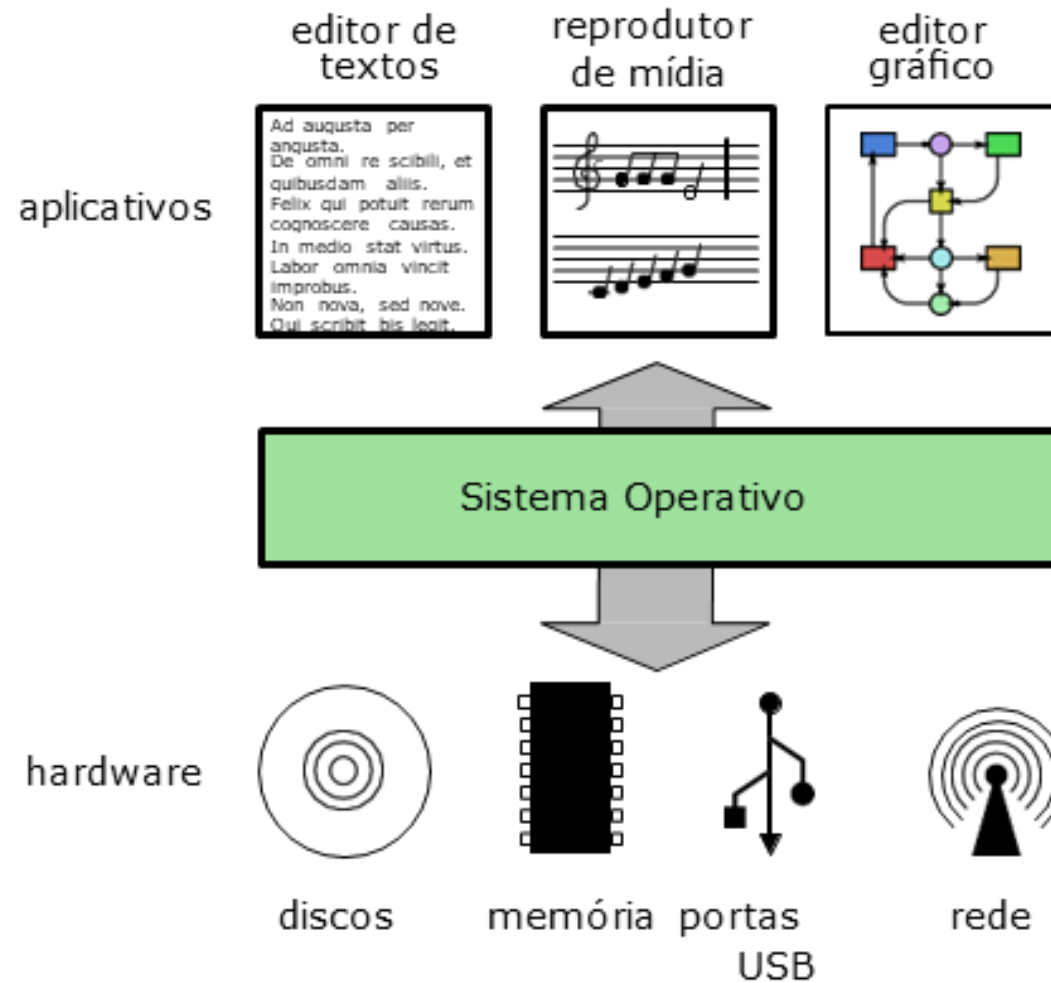 editor de
textos
reprodutor
de mídia
editor
gráfico
aplicativos
Ad augusta per
angusta.
De omni re scibili, et
quibusdam aliis.
Felix qui potuit rerum
cognoscere causas.
In medio stat virtus.
Labor omnia vincit
improbus.
Non nova, sed nove.
Qui scribit bis legit.
Sistema Operativo
hardware
discos
memória
portas
USB
rede